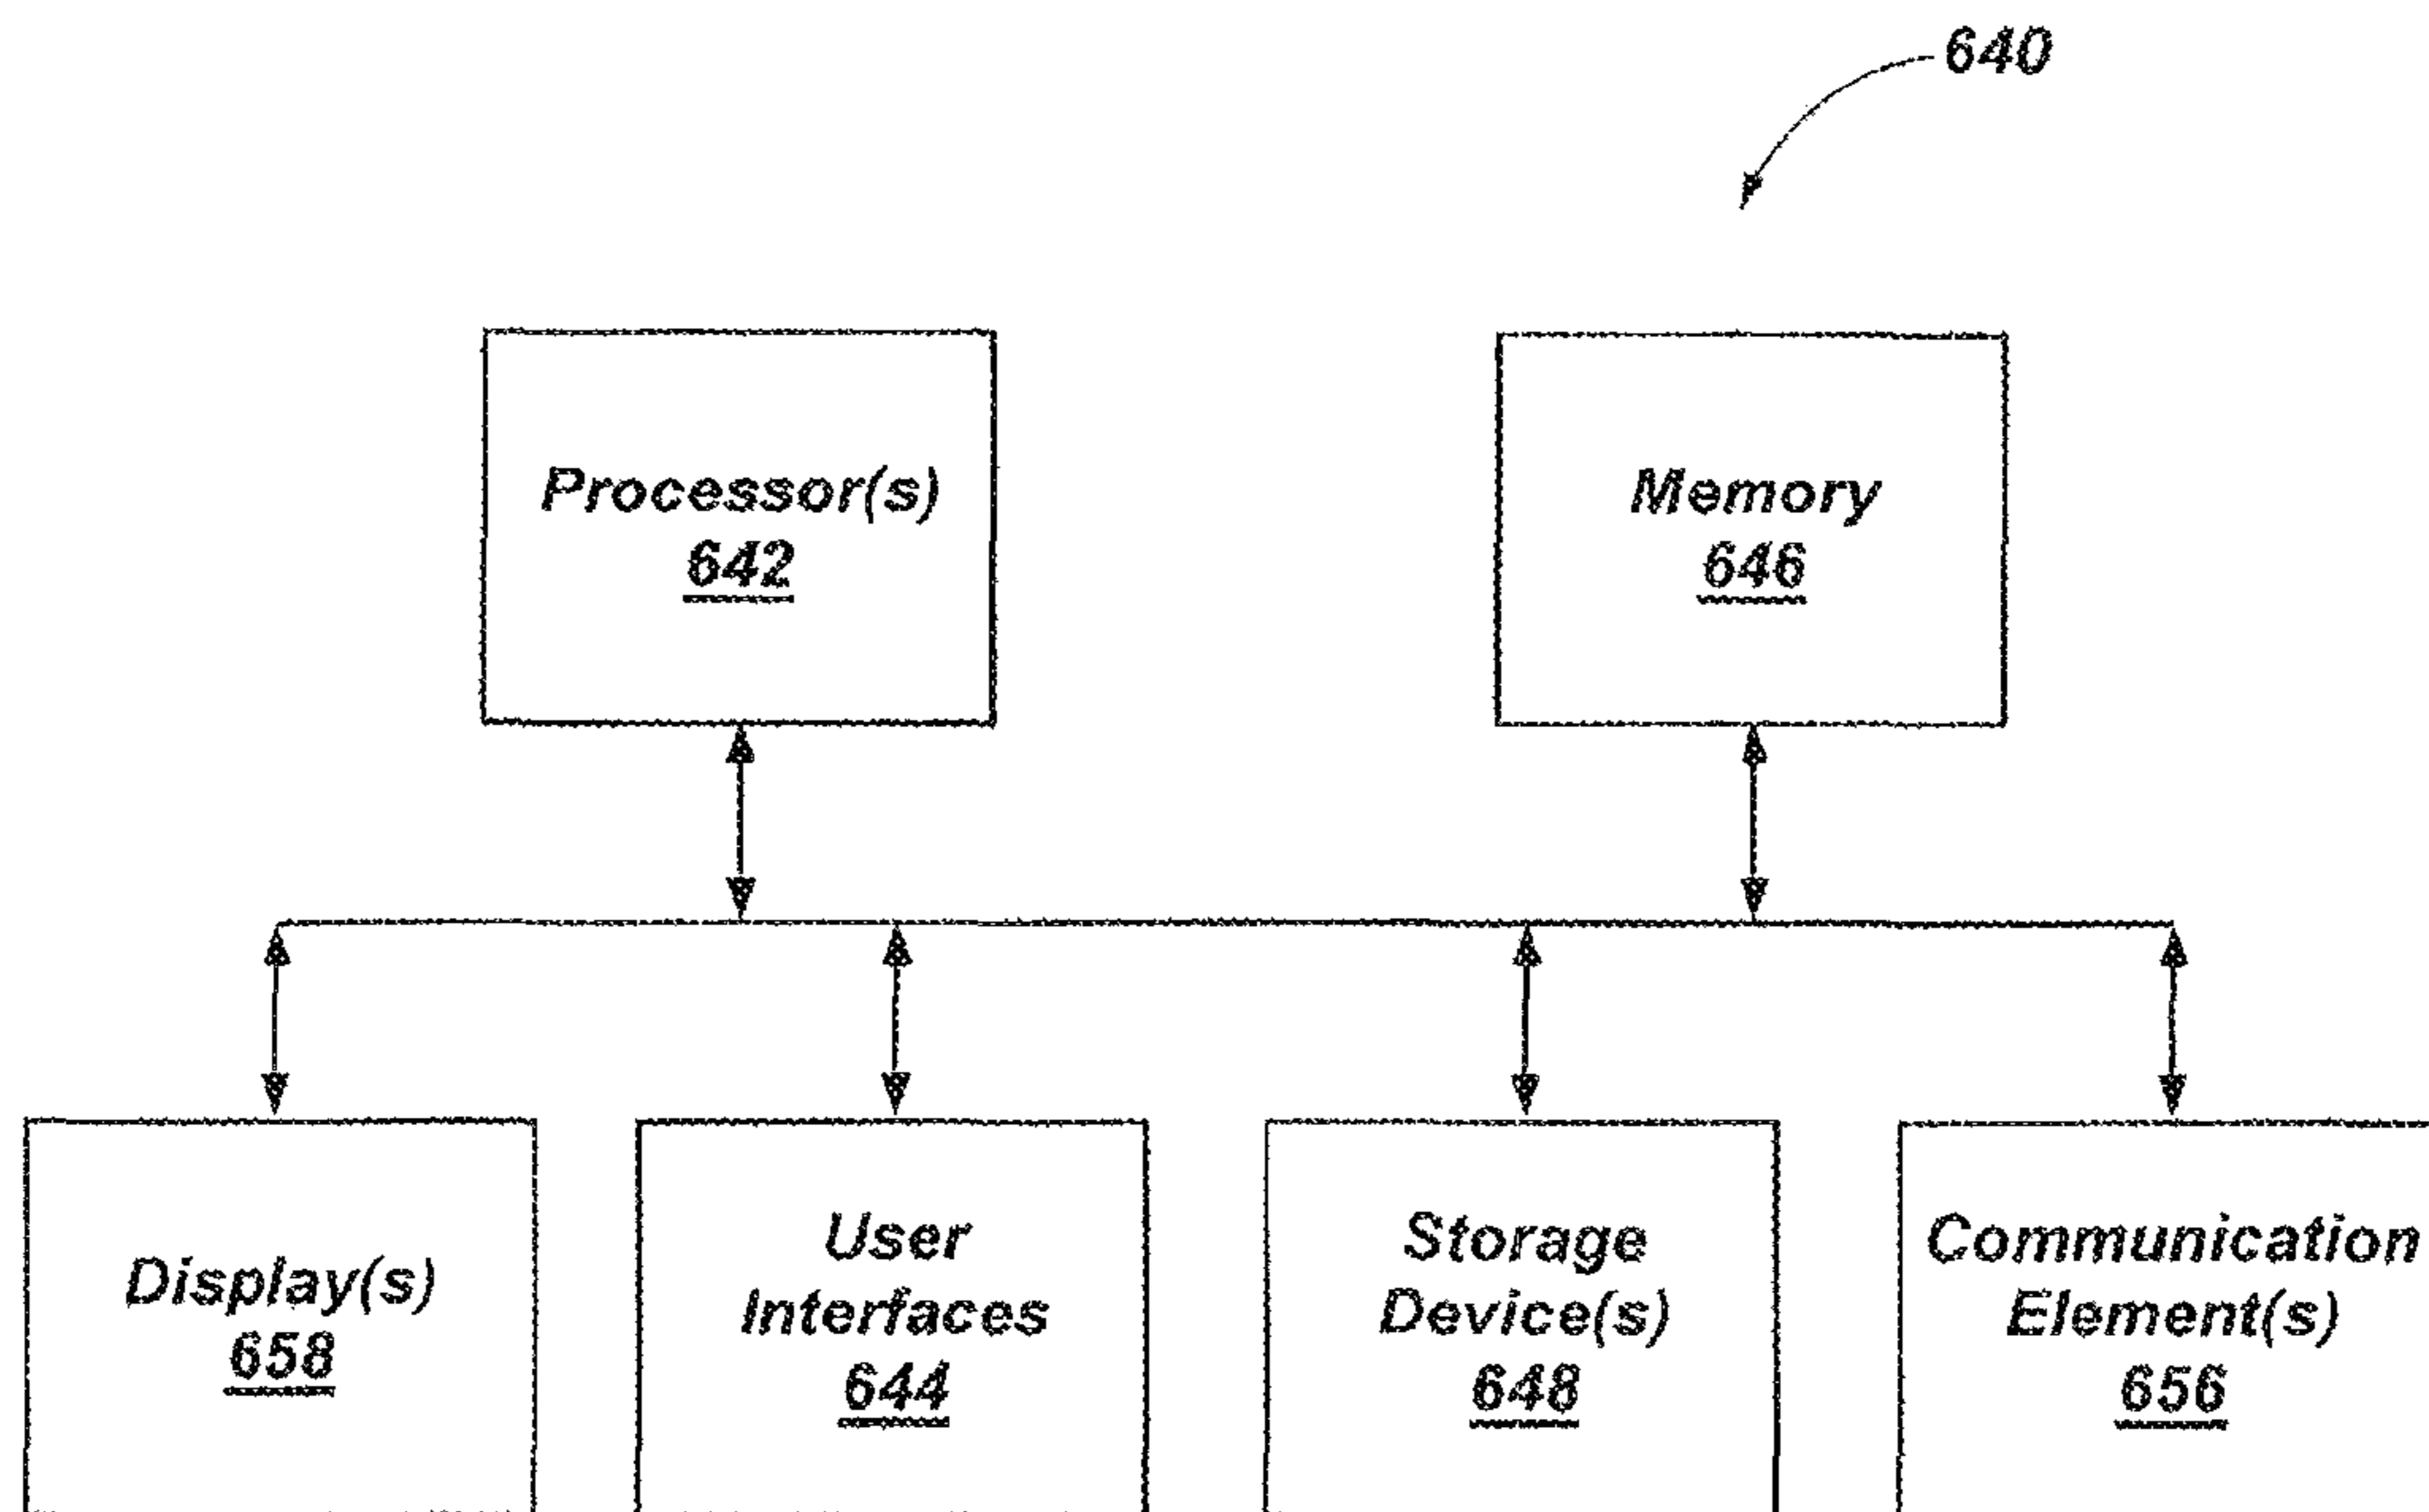 640
Processor(s)
642
Memory
646
Display(s)
658
User
Interfaces
644
Storage
Device(s)
648
Communication
Element(s)
656